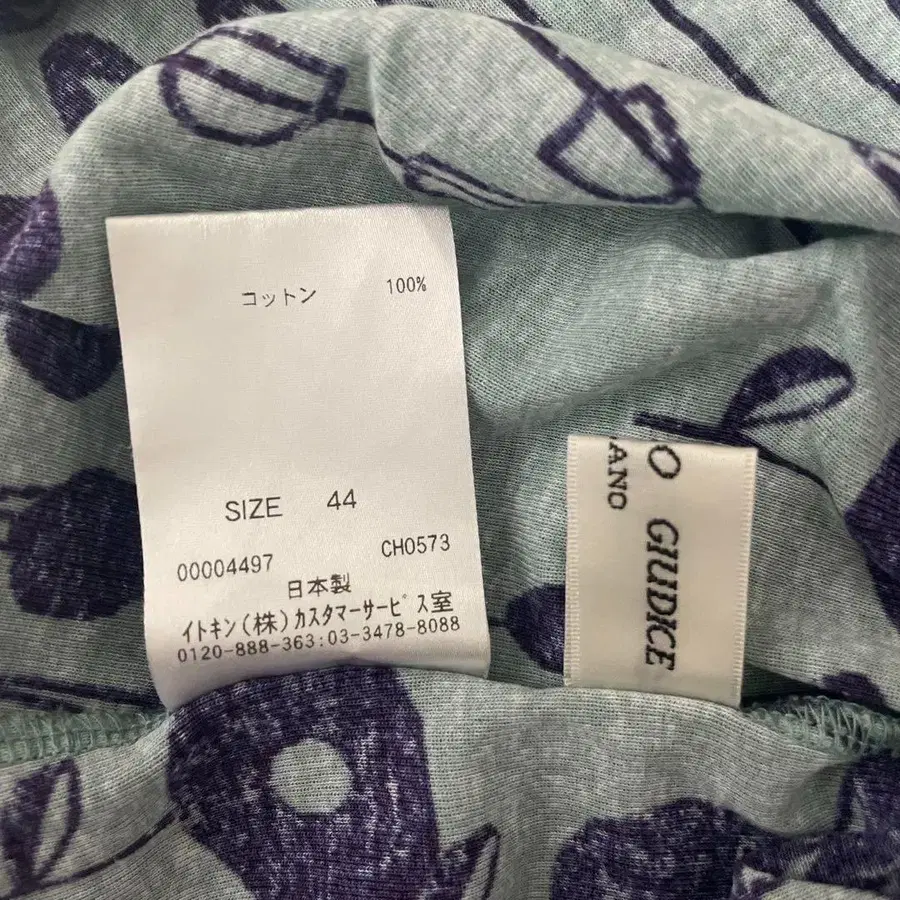 コットン 100%
SIZE 44
00004497 CH0573
日本製
イトキン(株)カスタマーサービス室
0120-888-363:03-3478-8088
O GIUDICE
LANO